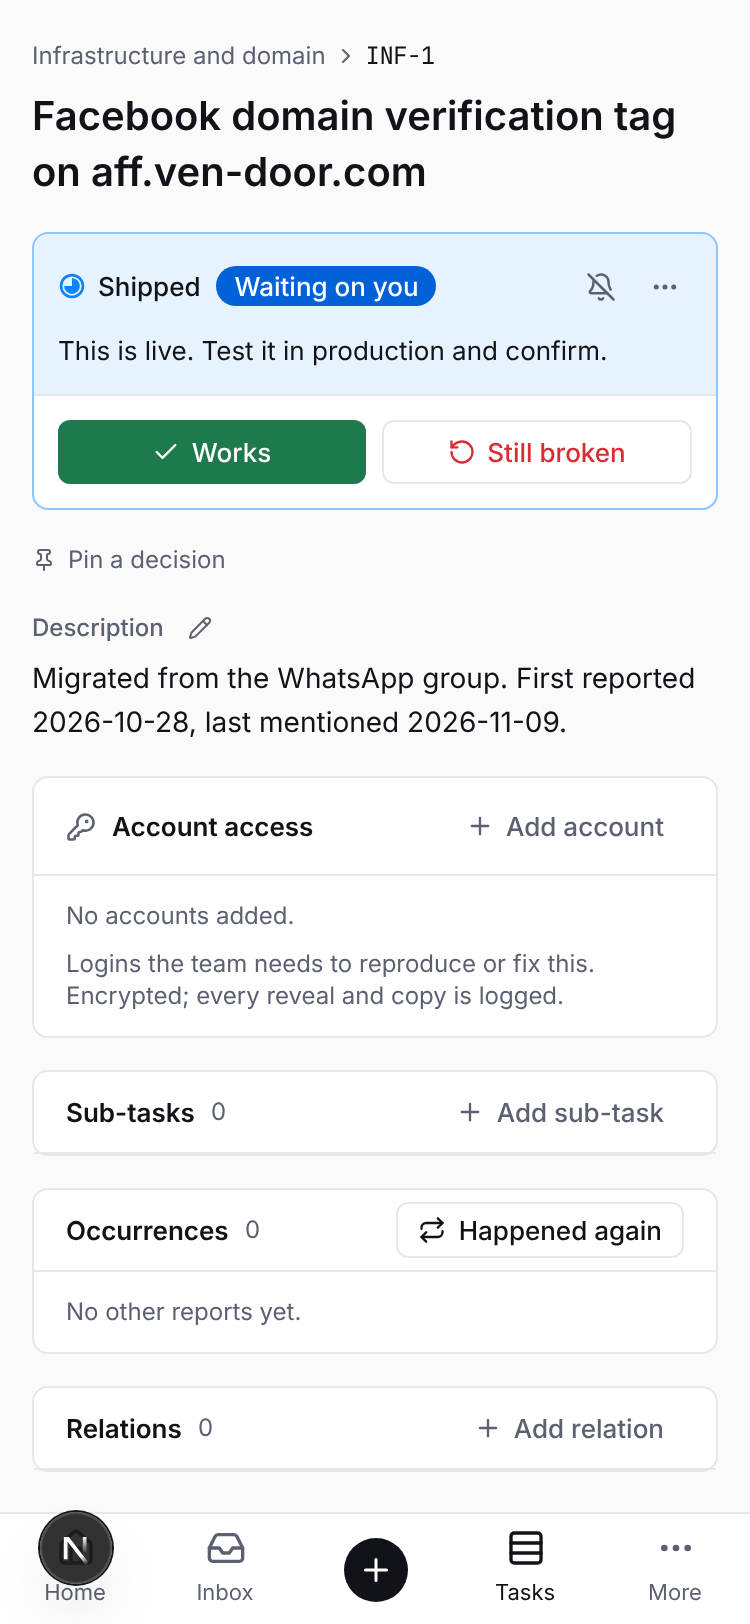 Infrastructure and domain > INF-1
Facebook domain verification tag
on aff.ven-door.com
Shipped Waiting on you
This is live. Test it in production and confirm.
Works Still broken
Pin a decision
Description
Migrated from the WhatsApp group. First reported
2026-10-28, last mentioned 2026-11-09.
Account access + Add account
No accounts added.
Logins the team needs to reproduce or fix this.
Encrypted; every reveal and copy is logged.
Sub-tasks 0 + Add sub-task
Occurrences 0 Happened again
No other reports yet.
Relations 0 + Add relation
N
Home Inbox Tasks More